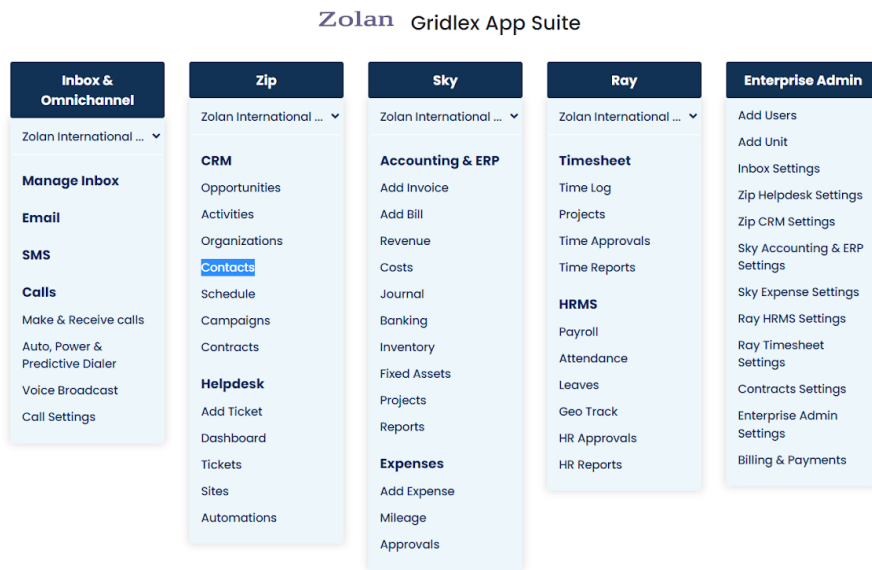 Zolan Gridlex App Suite
Inbox &
Omnichannel
Zolan International ...
Manage Inbox
Email
SMS
Calls
Make & Receive calls
Auto, Power &
Predictive Dialer
Voice Broadcast
Call Settings
Zip
Zolan International ...
CRM
Opportunities
Activities
Organizations
Contacts
Schedule
Campaigns
Contracts
Helpdesk
Add Ticket
Dashboard
Tickets
Sites
Automations
Sky
Zolan International ...
Accounting & ERP
Add Invoice
Add Bill
Revenue
Costs
Journal
Banking
Inventory
Fixed Assets
Projects
Reports
Expenses
Add Expense
Mileage
Approvals
Ray
Zolan International ...
Timesheet
Time Log
Projects
Time Approvals
Time Reports
HRMS
Payroll
Attendance
Leaves
Geo Track
HR Approvals
HR Reports
Enterprise Admin
Add Users
Add Unit
Inbox Settings
Zip Helpdesk Settings
Zip CRM Settings
Sky Accounting & ERP
Settings
Sky Expense Settings
Ray HRMS Settings
Ray Timesheet
Settings
Contracts Settings
Enterprise Admin
Settings
Billing & Payments